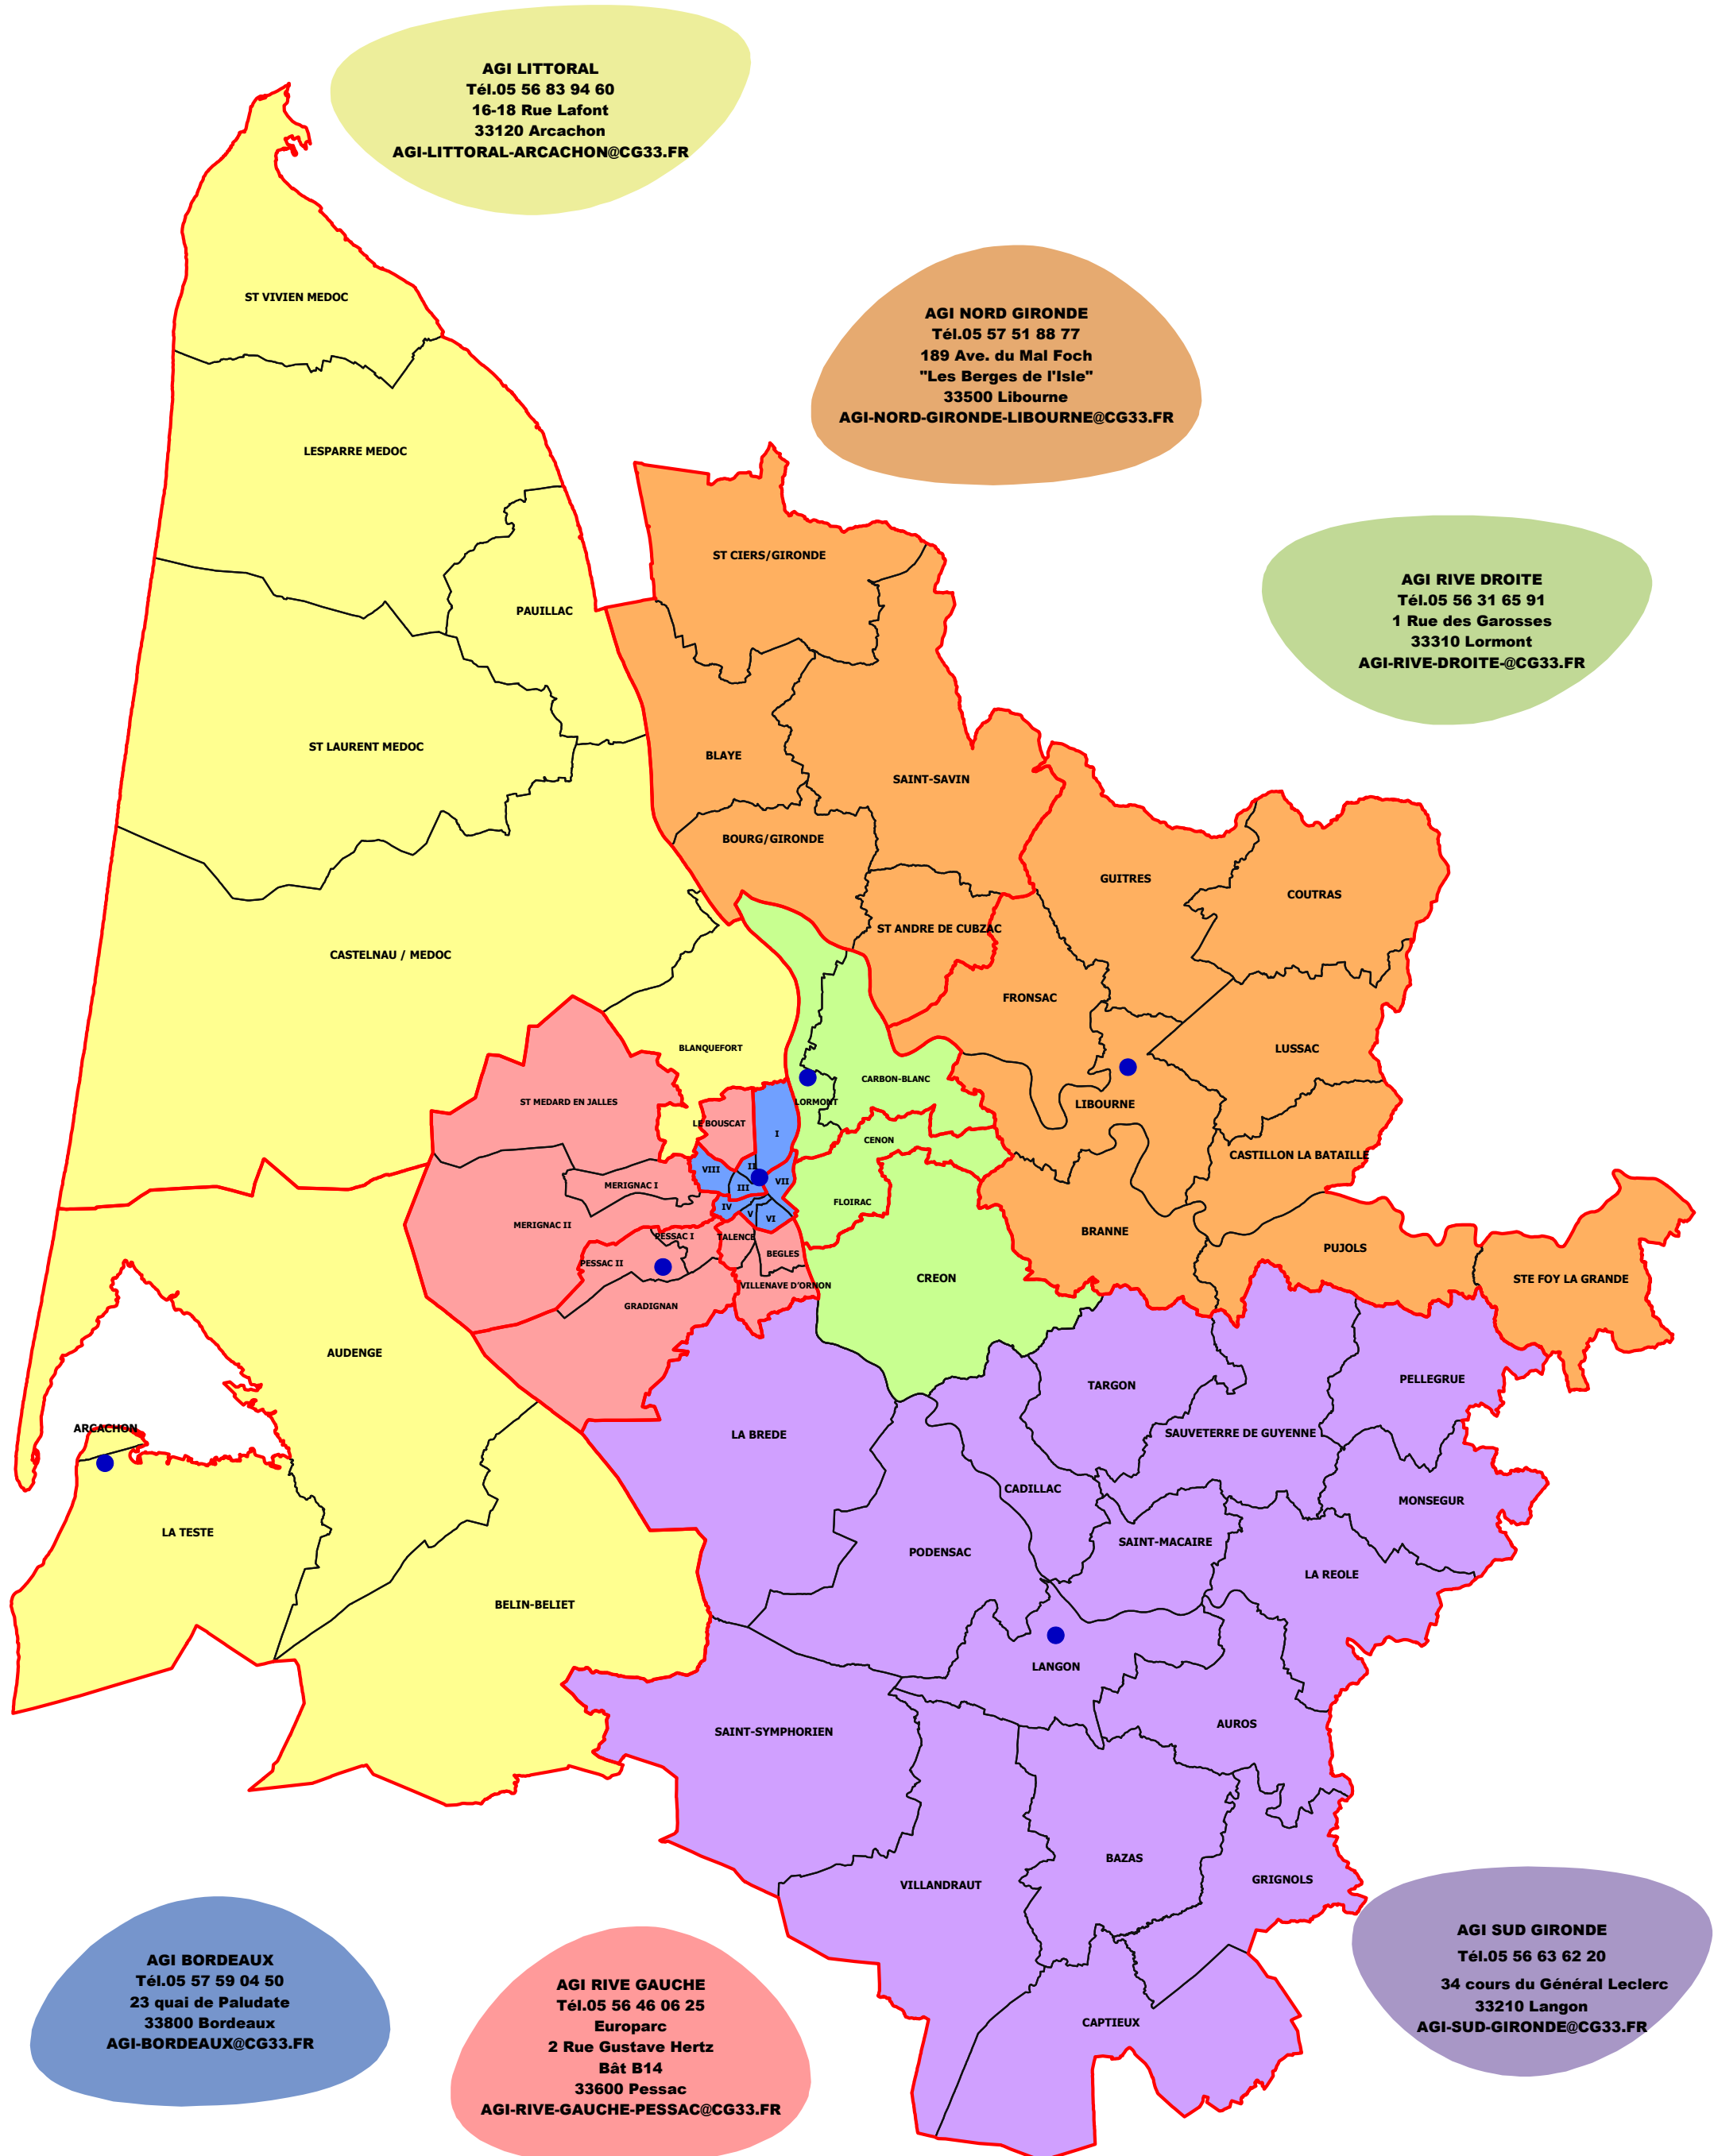 AGI LITTORAL
Tél.05 56 83 94 60
16-18 Rue Lafont
33120 Arcachon
AGI-LITTORAL-ARCACHON@CG33.FR
AGI NORD GIRONDE
Tél.05 57 51 88 77
189 Ave. du Mal Foch
"Les Berges de l'Isle"
33500 Libourne
AGI-NORD-GIRONDE-LIBOURNE@CG33.FR
AGI RIVE DROITE
Tél.05 56 31 65 91
1 Rue des Garosses
33310 Lormont
AGI-RIVE-DROITE-@CG33.FR
ST VIVIEN MEDOC
LESPARRE MEDOC
PAUILLAC
ST LAURENT MEDOC
CASTELNAU / MEDOC
BLANQUEFORT
ST CIERS/GIRONDE
BLAYE
SAINT-SAVIN
BOURG/GIRONDE
ST ANDRE DE CUBZAC
GUITRES
COUTRAS
FRONSAC
LUSSAC
LIBOURNE
CASTILLON LA BATAILLE
BRANNE
PUJOLS
STE FOY LA GRANDE
CARBON-BLANC
LORMONT
CENON
FLOIRAC
CREON
ST MEDARD EN JALLES
LE BOUSCAT
I
II
III
IV
V
VI
VII
VIII
MERIGNAC I
MERIGNAC II
PESSAC I
PESSAC II
TALENCE
BEGLES
VILLENAVE D'ORNON
GRADIGNAN
AUDENGE
ARCACHON
LA TESTE
BELIN-BELIET
LA BREDE
TARGON
PELLEGRUE
SAUVETERRE DE GUYENNE
CADILLAC
MONSEGUR
PODENSAC
SAINT-MACAIRE
LA REOLE
LANGON
SAINT-SYMPHORIEN
AUROS
VILLANDRAUT
BAZAS
GRIGNOLS
CAPTIEUX
AGI BORDEAUX
Tél.05 57 59 04 50
23 quai de Paludate
33800 Bordeaux
AGI-BORDEAUX@CG33.FR
AGI RIVE GAUCHE
Tél.05 56 46 06 25
Europarc
2 Rue Gustave Hertz
Bât B14
33600 Pessac
AGI-RIVE-GAUCHE-PESSAC@CG33.FR
AGI SUD GIRONDE
Tél.05 56 63 62 20
34 cours du Général Leclerc
33210 Langon
AGI-SUD-GIRONDE@CG33.FR